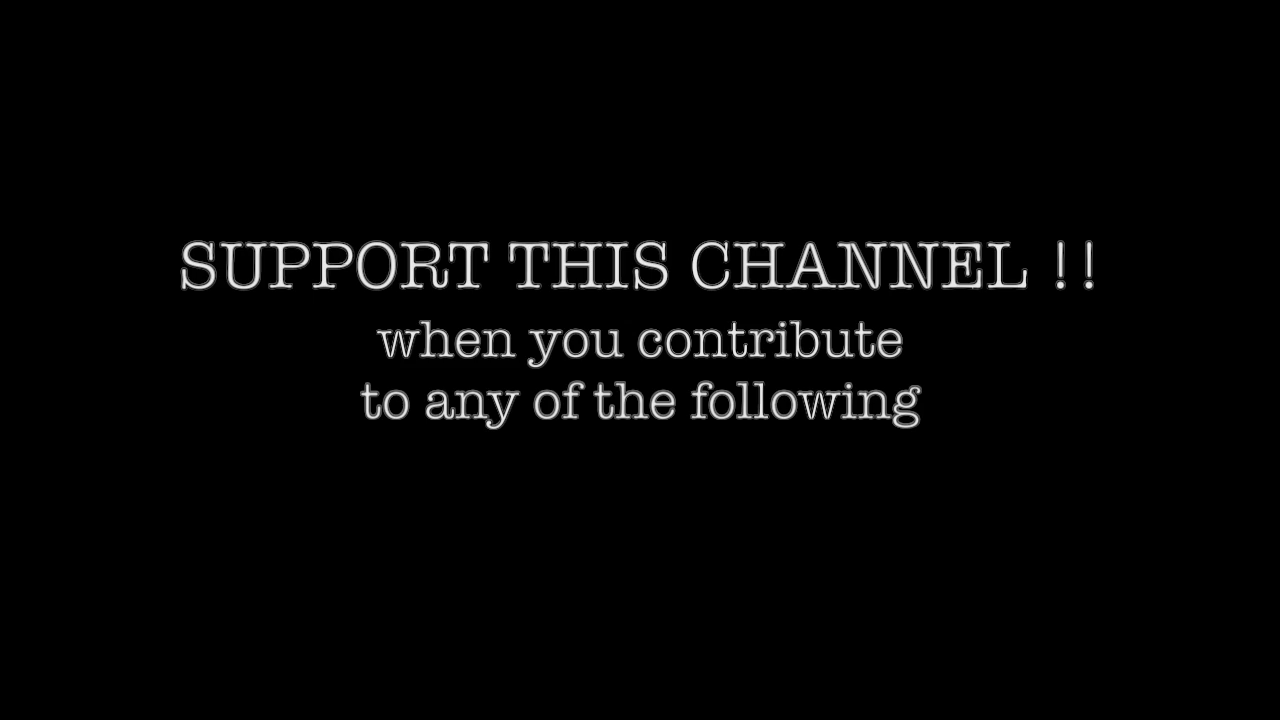 SUPPORT THIS CHANNEL !!
when you contribute
to any of the following